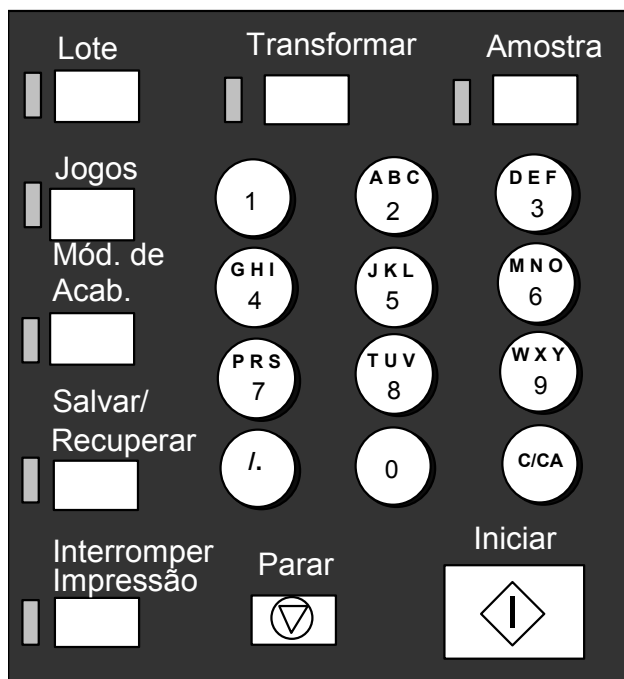 Lote
Transformar
Amostra
Jogos
1
A B C
2
D E F
3
Mód. de
Acab.
G H I
4
J K L
5
M N O
6
P R S
7
T U V
8
W X Y
9
Salvar/
Recuperar
/.
0
C/CA
Interromper
Impressão
Parar
Iniciar